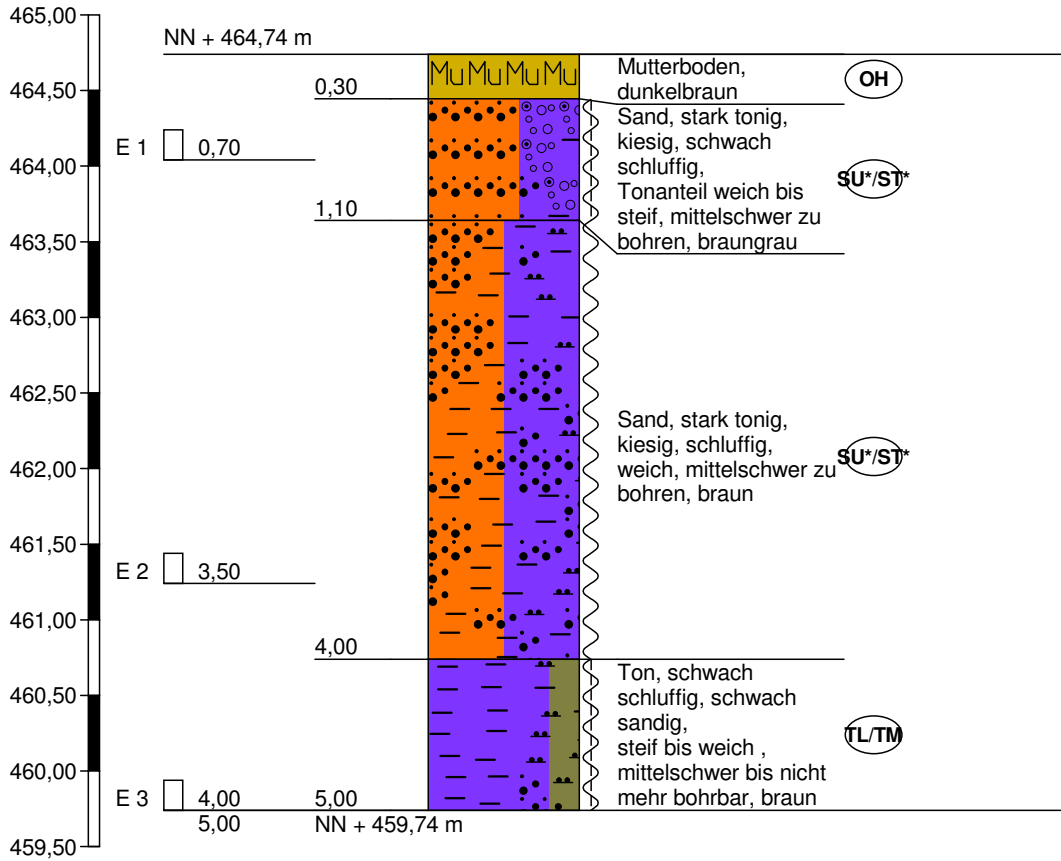 465,00
464,50
464,00
463,50
463,00
462,50
462,00
461,50
461,00
460,50
460,00
459,50
NN + 464,74 m
E 1
0,70
E 2
3,50
E 3
4,00
5,00
0,30
1,10
4,00
5,00
NN + 459,74 m
Mu Mu Mu Mu
Mutterboden,
dunkelbraun
OH
Sand, stark tonig,
kiesig, schwach
schluffig,
Tonanteil weich bis
steif, mittelschwer zu
bohren, braungrau
SU*/ST*
Sand, stark tonig,
kiesig, schluffig,
weich, mittelschwer zu
bohren, braun
SU*/ST*
Ton, schwach
schluffig, schwach
sandig,
steif bis weich ,
mittelschwer bis nicht
mehr bohrbar, braun
TL/TM